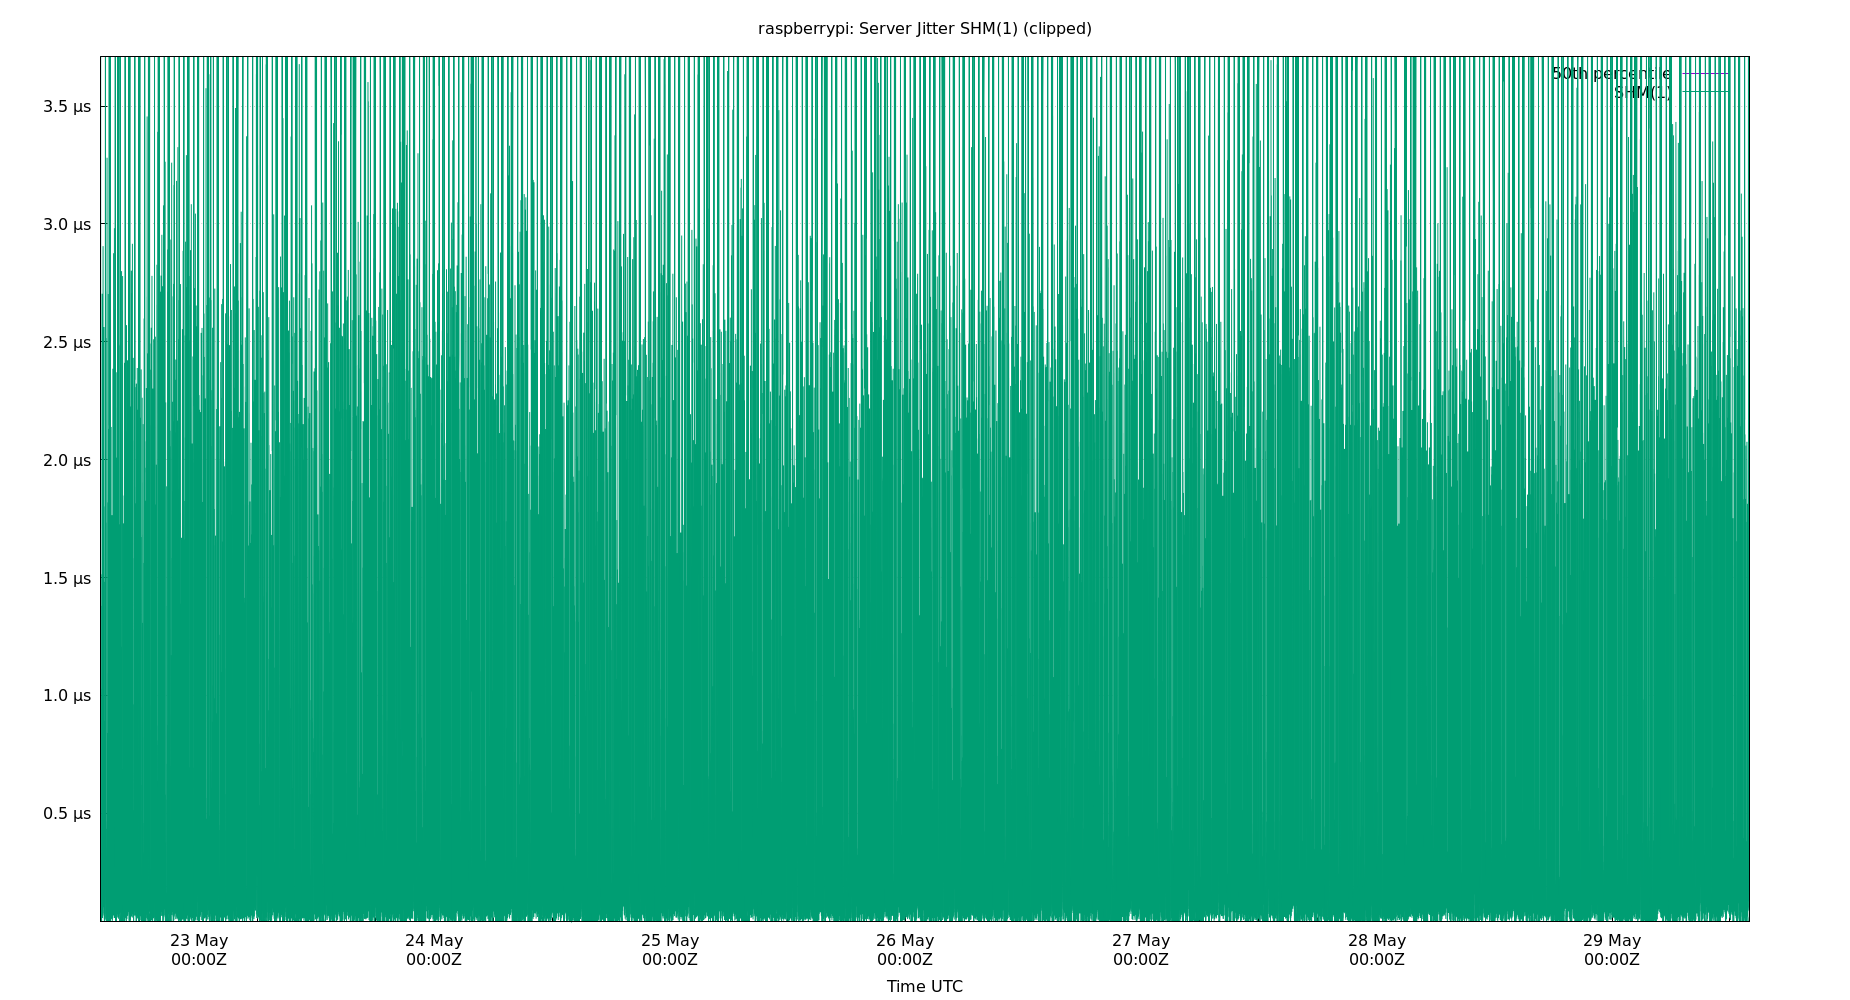 raspberrypi: Server Jitter SHM(1) (clipped)
50th percentile
SHM(1)
3.5 µs
3.0 µs
2.5 µs
2.0 µs
1.5 µs
1.0 µs
0.5 µs
23 May 24 May 25 May 26 May 27 May 28 May 29 May
00:00Z 00:00Z 00:00Z 00:00Z 00:00Z 00:00Z 00:00Z
Time UTC